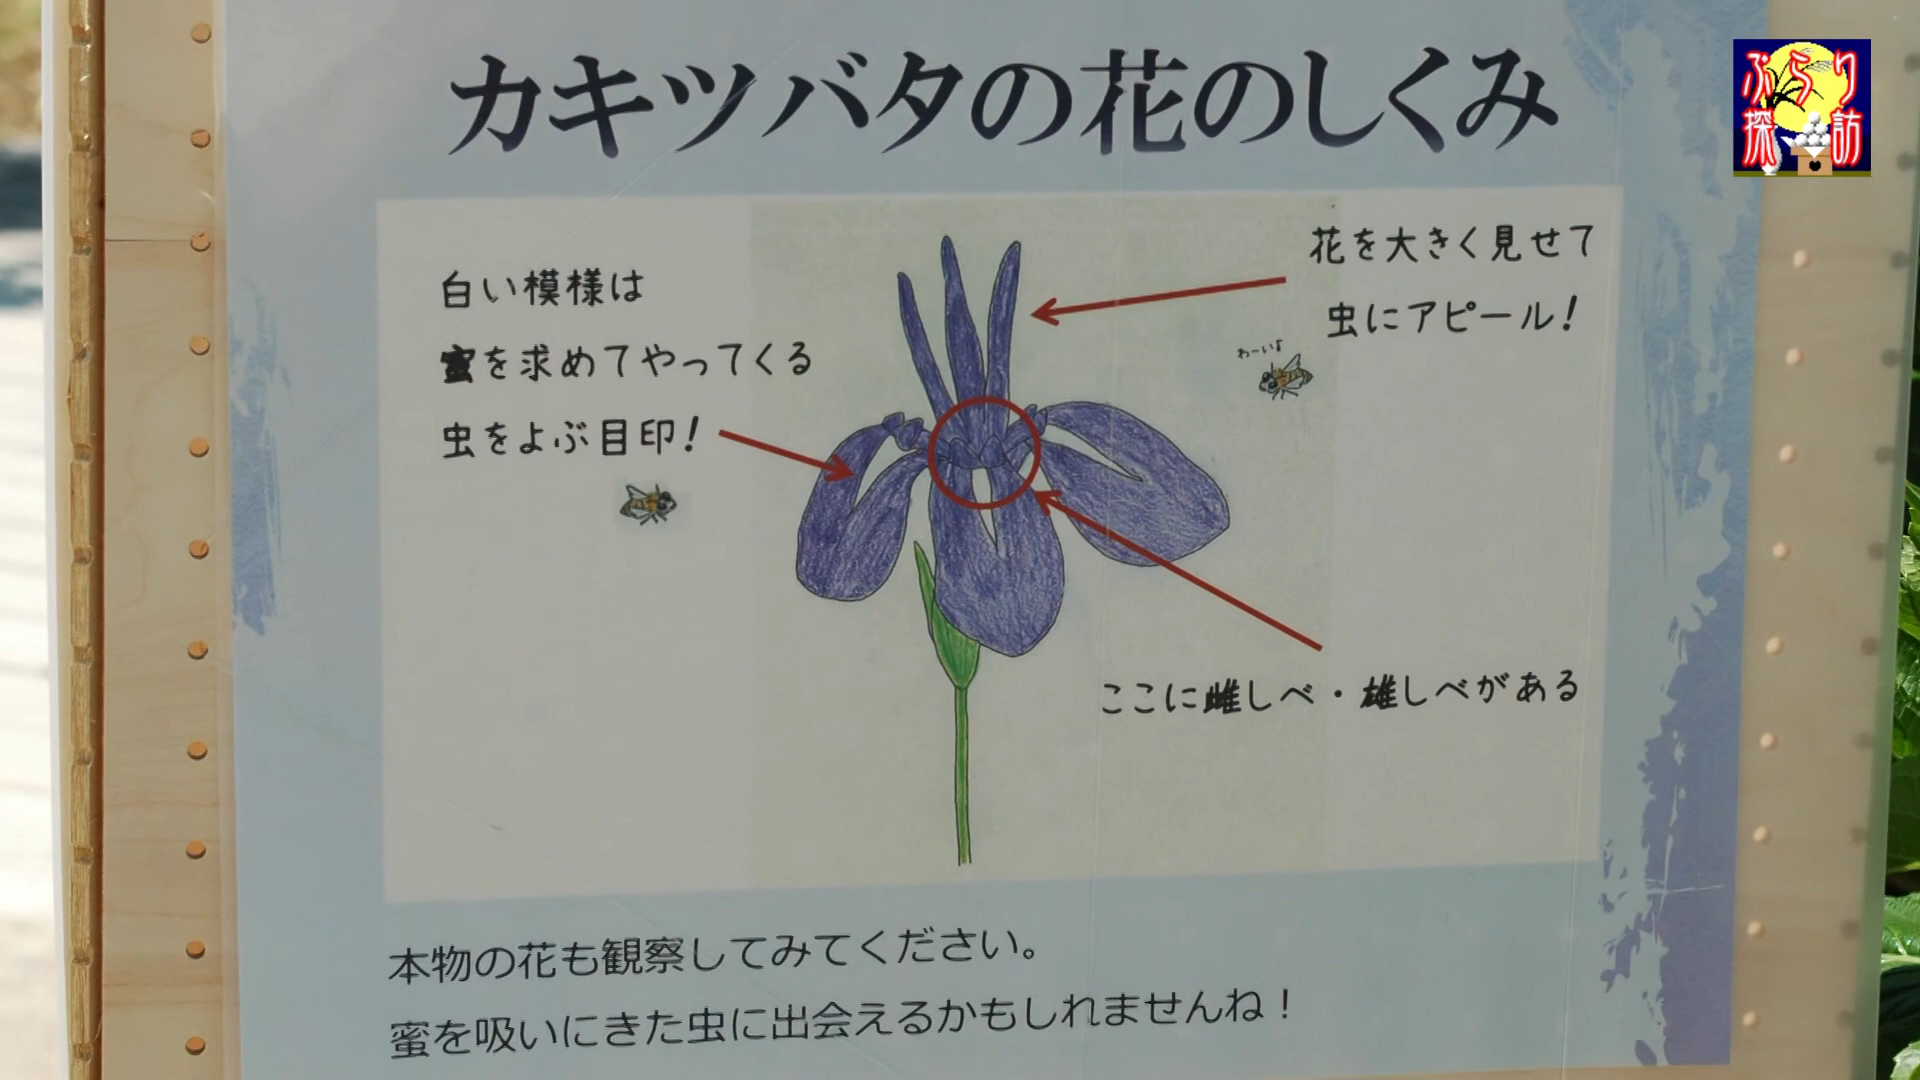 カキツバタの花のしくみ
ぶらり
探訪
白い模様は
蜜を求めてやってくる
虫をよぶ目印!
花を大きく見せて
虫にアピール!
わーいよ
ここに雌しべ・雄しべがある
本物の花も観察してみてください。
蜜を吸いにきた虫に出会えるかもしれませんね!